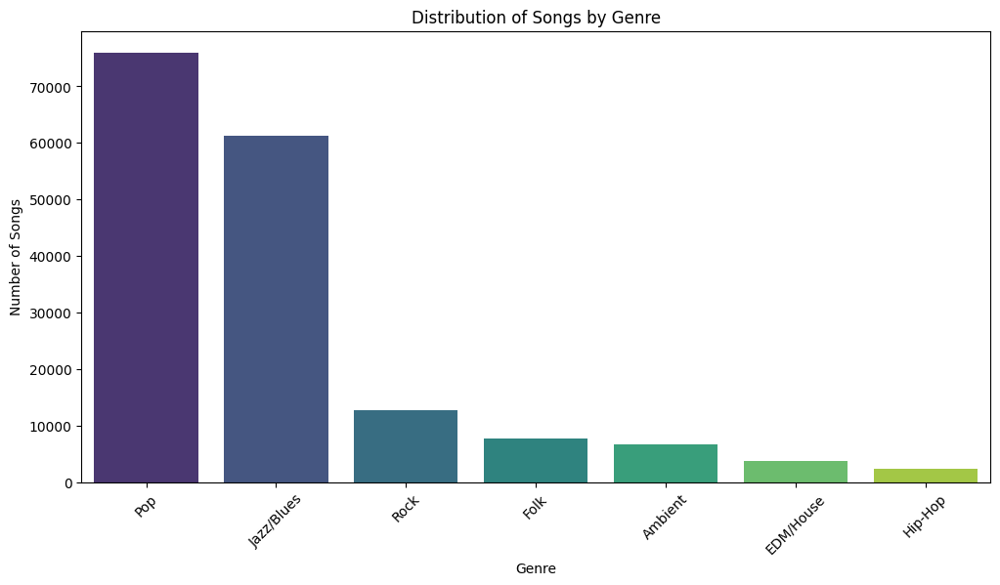 Distribution of Songs by Genre
Number of Songs
70000
60000
50000
40000
30000
20000
10000
0
Pop
Jazz/Blues
Rock
Folk
Ambient
EDM/House
Hip-Hop
Genre